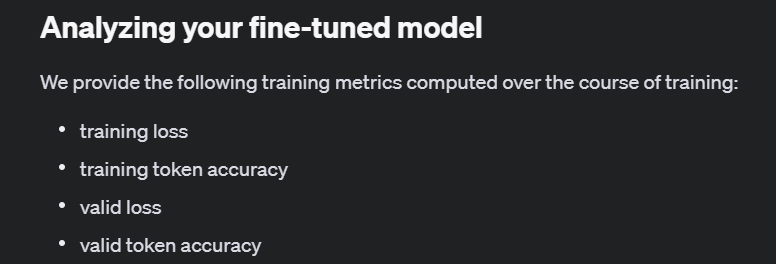 Analyzing your fine-tuned model
We provide the following training metrics computed over the course of training:
• training loss
• training token accuracy
• valid loss
• valid token accuracy